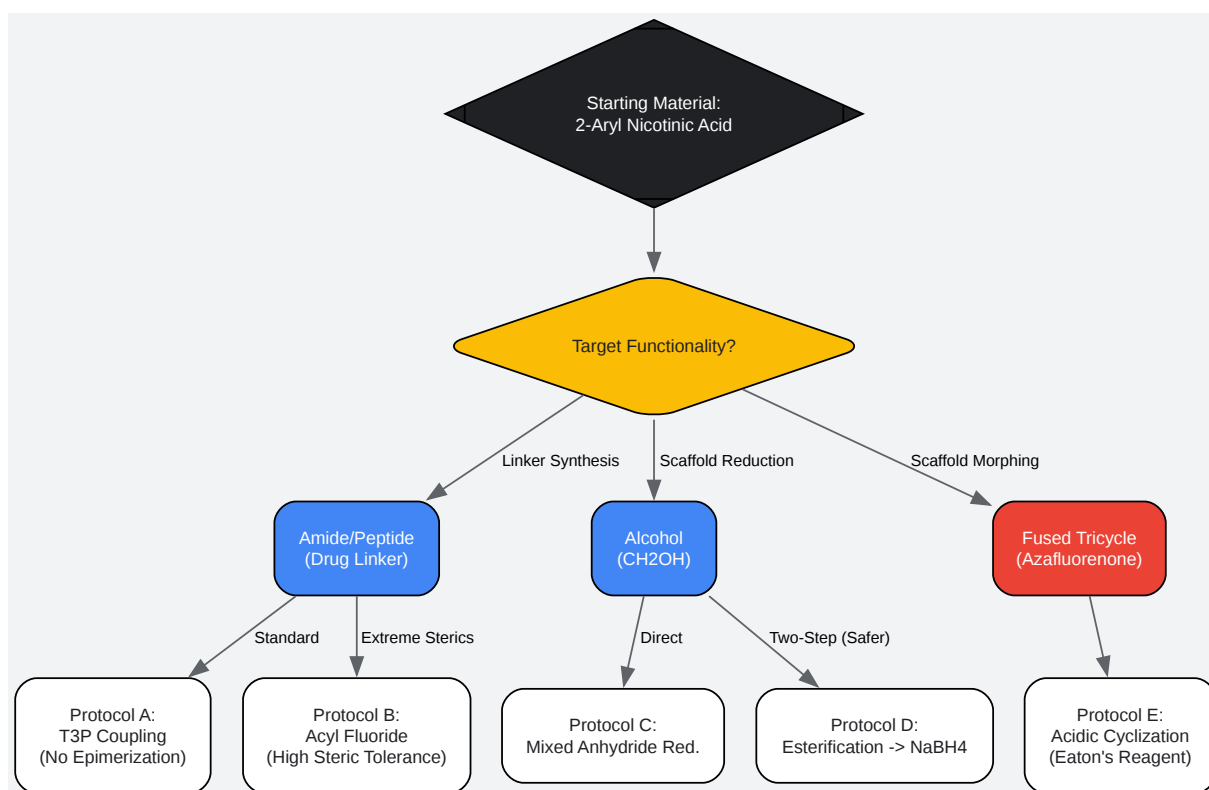 Starting Material:
2-Aryl Nicotinic Acid
Target Functionality?
Linker Synthesis
Scaffold Reduction
Scaffold Morphing
Amide/Peptide
(Drug Linker)
Alcohol
(CH2OH)
Fused Tricycle
(Azafluorenone)
Standard
Extreme Sterics
Direct
Two-Step (Safer)
Protocol A:
T3P Coupling
(No Epimerization)
Protocol B:
Acyl Fluoride
(High Steric Tolerance)
Protocol C:
Mixed Anhydride Red.
Protocol D:
Esterification -> NaBH4
Protocol E:
Acidic Cyclization
(Eaton's Reagent)